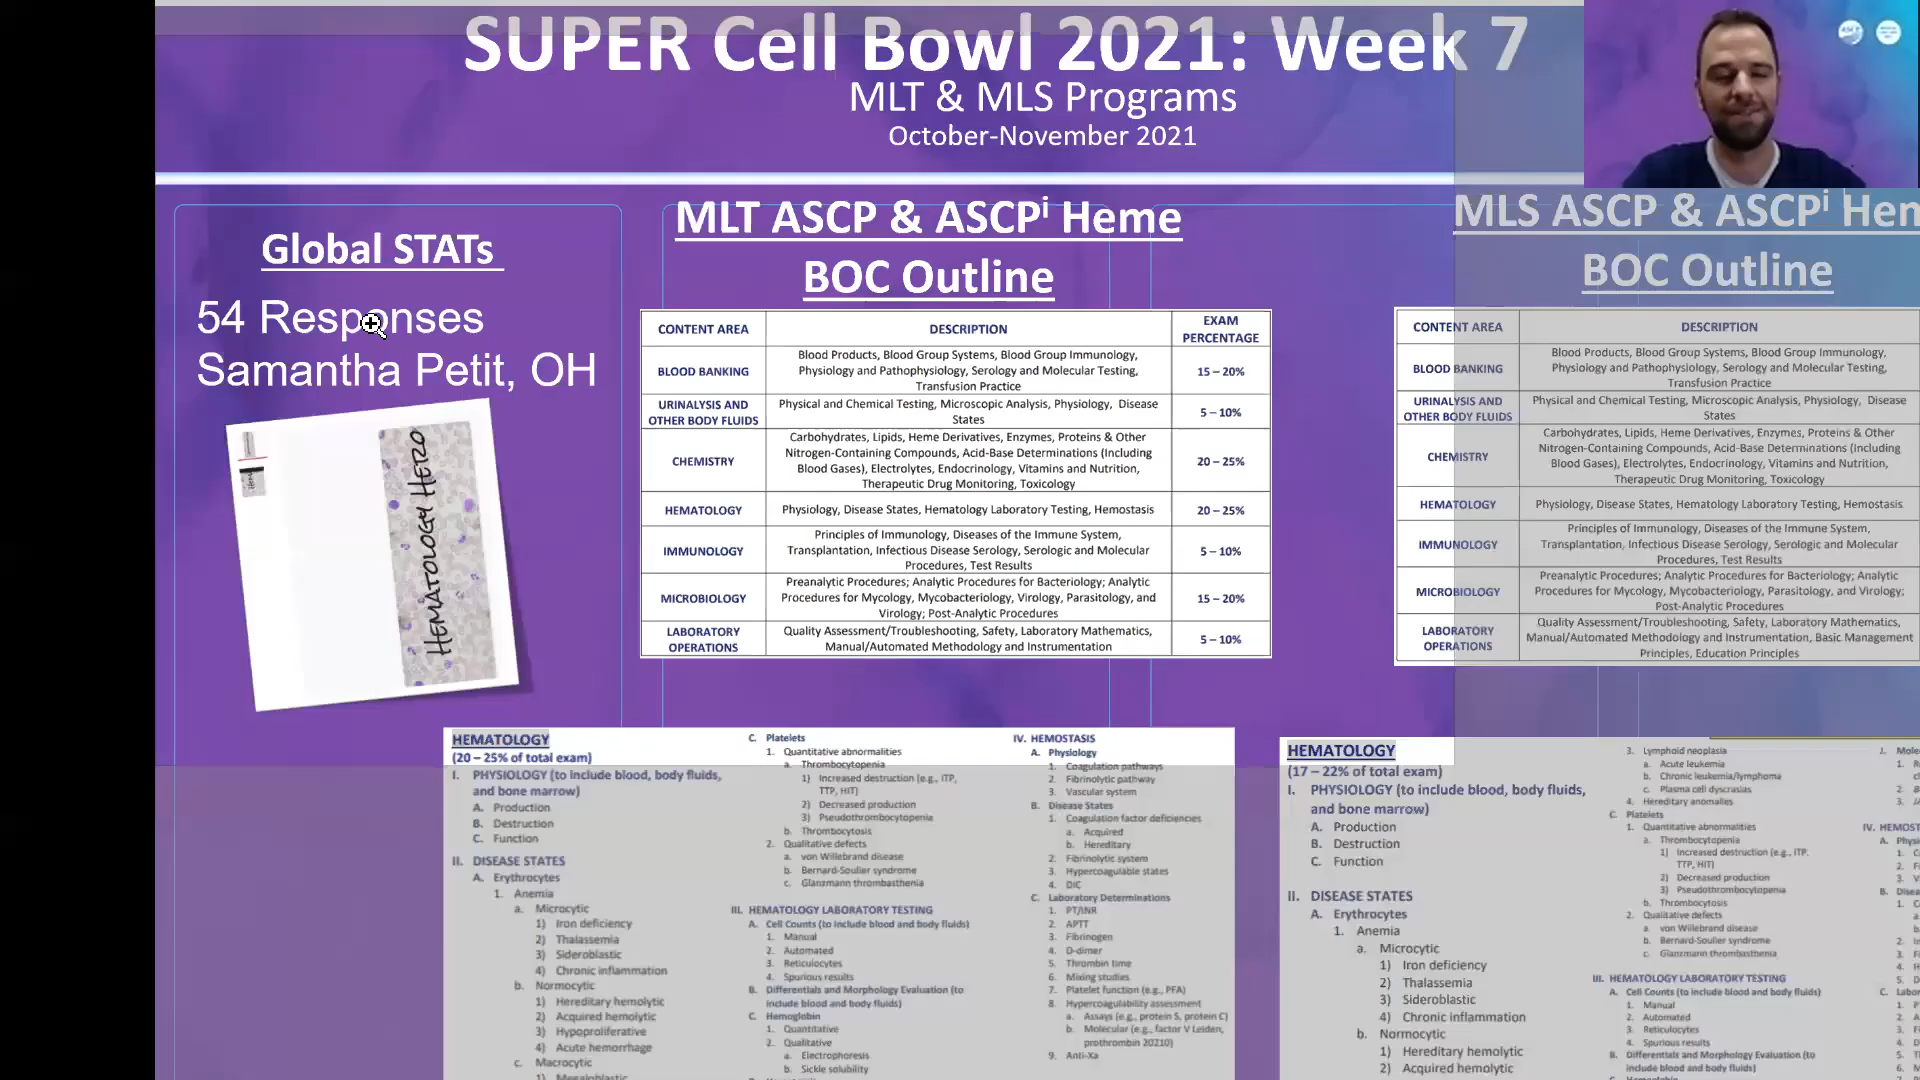 SUPER Cell Bowl 2021: Week 7
MLT & MLS Programs
October-November 2021
Global STATs
54 Responses
Samantha Petit, OH
HEMATOLOGY HERO
MLT ASCP & ASCPi Heme
BOC Outline
CONTENT AREA DESCRIPTION EXAM PERCENTAGE
BLOOD BANKING
Blood Products, Blood Group Systems, Blood Group Immunology,
Physiology and Pathophysiology, Serology and Molecular Testing,
Transfusion Practice
15 – 20%
URINALYSIS AND
OTHER BODY FLUIDS
Physical and Chemical Testing, Microscopic Analysis, Physiology, Disease
States
5 – 10%
CHEMISTRY
Carbohydrates, Lipids, Heme Derivatives, Enzymes, Proteins & Other
Nitrogen-Containing Compounds, Acid-Base Determinations (Including
Blood Gases), Electrolytes, Endocrinology, Vitamins and Nutrition,
Therapeutic Drug Monitoring, Toxicology
20 – 25%
HEMATOLOGY
Physiology, Disease States, Hematology Laboratory Testing, Hemostasis
20 – 25%
IMMUNOLOGY
Principles of Immunology, Diseases of the Immune System,
Transplantation, Infectious Disease Serology, Serologic and Molecular
Procedures, Test Results
5 – 10%
MICROBIOLOGY
Preanalytic Procedures; Analytic Procedures for Bacteriology; Analytic
Procedures for Mycology, Mycobacteriology, Virology, Parasitology, and
Virology; Post-Analytic Procedures
15 – 20%
LABORATORY
OPERATIONS
Quality Assessment/Troubleshooting, Safety, Laboratory Mathematics,
Manual/Automated Methodology and Instrumentation
5 – 10%
MLS ASCP & ASCPi Hem
BOC Outline
CONTENT AREA DESCRIPTION
BLOOD BANKING
Blood Products, Blood Group Systems, Blood Group Immunology,
Physiology and Pathophysiology, Serology and Molecular Testing,
Transfusion Practice
URINALYSIS AND
OTHER BODY FLUIDS
Physical and Chemical Testing, Microscopic Analysis, Physiology, Disease
States
CHEMISTRY
Carbohydrates, Lipids, Heme Derivatives, Enzymes, Proteins & Other
Nitrogen-Containing Compounds, Acid-Base Determinations (Including
Blood Gases), Electrolytes, Endocrinology, Vitamins and Nutrition,
Therapeutic Drug Monitoring, Toxicology
HEMATOLOGY
Physiology, Disease States, Hematology Laboratory Testing, Hemostasis
IMMUNOLOGY
Principles of Immunology, Diseases of the Immune System,
Transplantation, Infectious Disease Serology, Serologic and Molecular
Procedures, Test Results
MICROBIOLOGY
Preanalytic Procedures; Analytic Procedures for Bacteriology; Analytic
Procedures for Mycology, Mycobacteriology, Parasitology, and Virology;
Post-Analytic Procedures
LABORATORY
OPERATIONS
Quality Assessment/Troubleshooting, Safety, Laboratory Mathematics,
Manual/Automated Methodology and Instrumentation, Basic Management
Principles, Education Principles
HEMATOLOGY
(20 – 25% of total exam)
I. PHYSIOLOGY (to include blood, body fluids,
and bone marrow)
A. Production
B. Destruction
C. Function
II. DISEASE STATES
A. Erythrocytes
1. Anemia
a. Microcytic
1) Iron deficiency
2) Thalassemia
3) Sideroblastic
4) Chronic inflammation
b. Normocytic
1) Hereditary hemolytic
2) Acquired hemolytic
3) Hypoproliferative
4) Acute hemorrhage
c. Macrocytic
1) Megaloblastic
C. Platelets
1. Quantitative abnormalities
a. Thrombocytopenia
1) Increased destruction (e.g., ITP,
TTP, HIT)
2) Decreased production
3) Pseudothrombocytopenia
b. Thrombocytosis
2. Qualitative defects
a. von Willebrand disease
b. Bernard-Soulier syndrome
c. Glanzmann thrombasthenia
III. HEMATOLOGY LABORATORY TESTING
A. Cell Counts (to include blood and body fluids)
1. Manual
2. Automated
3. Reticulocytes
4. Spurious results
B. Differentials and Morphology Evaluation (to
include blood and body fluids)
C. Hemoglobin
1. Quantitative
2. Qualitative
a. Electrophoresis
b. Sickle solubility
IV. HEMOSTASIS
A. Physiology
1. Coagulation pathways
2. Fibrinolytic pathway
3. Vascular system
B. Disease States
1. Coagulation factor deficiencies
a. Acquired
b. Hereditary
2. Fibrinolytic system
3. Hypercoagulable states
4. DIC
C. Laboratory Determinations
1. PT/INR
2. APTT
3. Fibrinogen
4. D-dimer
5. Thrombin time
6. Mixing studies
7. Platelet function (e.g., PFA)
8. Hypercoagulability assessment
a. Assays (e.g., protein S, protein C)
b. Molecular (e.g., factor V Leiden,
prothrombin 20210)
9. Anti-Xa
HEMATOLOGY
(17 – 22% of total exam)
I. PHYSIOLOGY (to include blood, body fluids,
and bone marrow)
A. Production
B. Destruction
C. Function
II. DISEASE STATES
A. Erythrocytes
1. Anemia
a. Microcytic
1) Iron deficiency
2) Thalassemia
3) Sideroblastic
4) Chronic inflammation
b. Normocytic
1) Hereditary hemolytic
2) Acquired hemolytic
3. Lymphoid neoplasia
a. Acute leukemia
b. Chronic leukemia/lymphoma
c. Plasma cell dyscrasias
4. Hereditary anomalies
C. Platelets
1. Quantitative abnormalities
a. Thrombocytopenia
1) Increased destruction (e.g., ITP,
TTP, HIT)
2) Decreased production
3) Pseudothrombocytopenia
b. Thrombocytosis
2. Qualitative defects
a. von Willebrand disease
b. Bernard-Soulier syndrome
c. Glanzmann thrombasthenia
III. HEMATOLOGY LABORATORY TESTING
A. Cell Counts (to include blood and body fluids)
1. Manual
2. Automated
3. Reticulocytes
4. Spurious results
B. Differentials and Morphology Evaluation (to
include blood and body fluids)